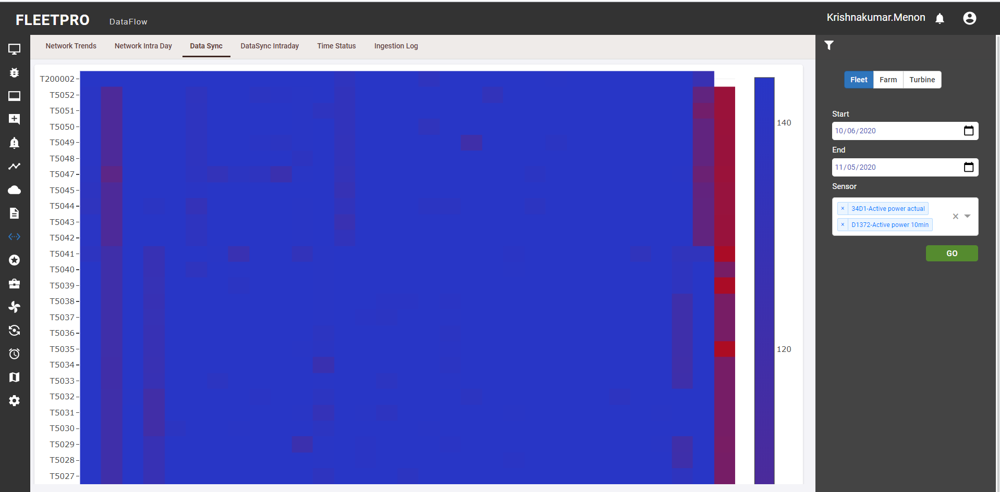 FLEETPRO
DataFlow
Krishnakumar.Menon
Network Trends
Network Intra Day
Data Sync
DataSync Intraday
Time Status
Ingestion Log
T200002
T5052
T5051
T5050
T5049
T5048
T5047
T5045
T5044
T5043
T5042
T5041
T5040
T5039
T5038
T5037
T5036
T5035
T5034
T5033
T5032
T5031
T5030
T5029
T5028
T5027
140
120
Fleet
Farm
Turbine
Start
10/06/2020
End
11/05/2020
Sensor
× 34D1-Active power actual
× D1372-Active power 10min
×
GO